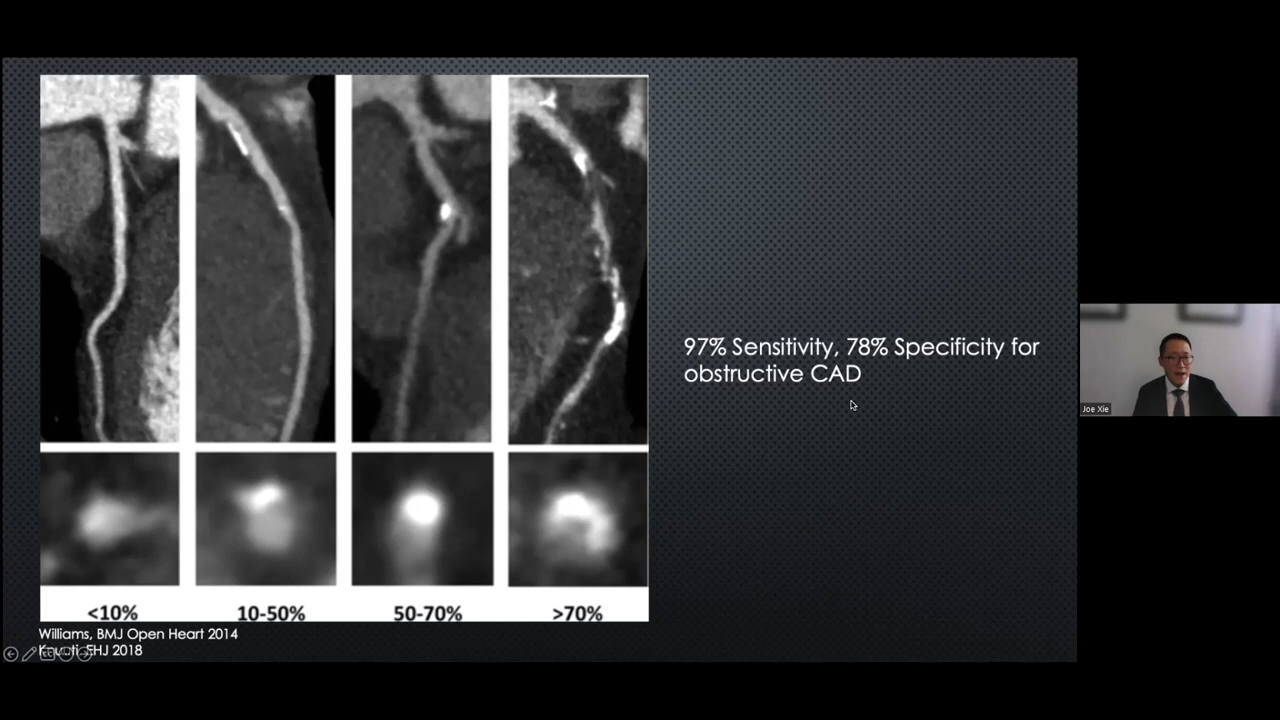 97% Sensitivity, 78% Specificity for
obstructive CAD
<10% 10-50% 50-70% >70%
Williams, BMJ Open Heart 2014
Knuuti, EHJ 2018
Joe Xie